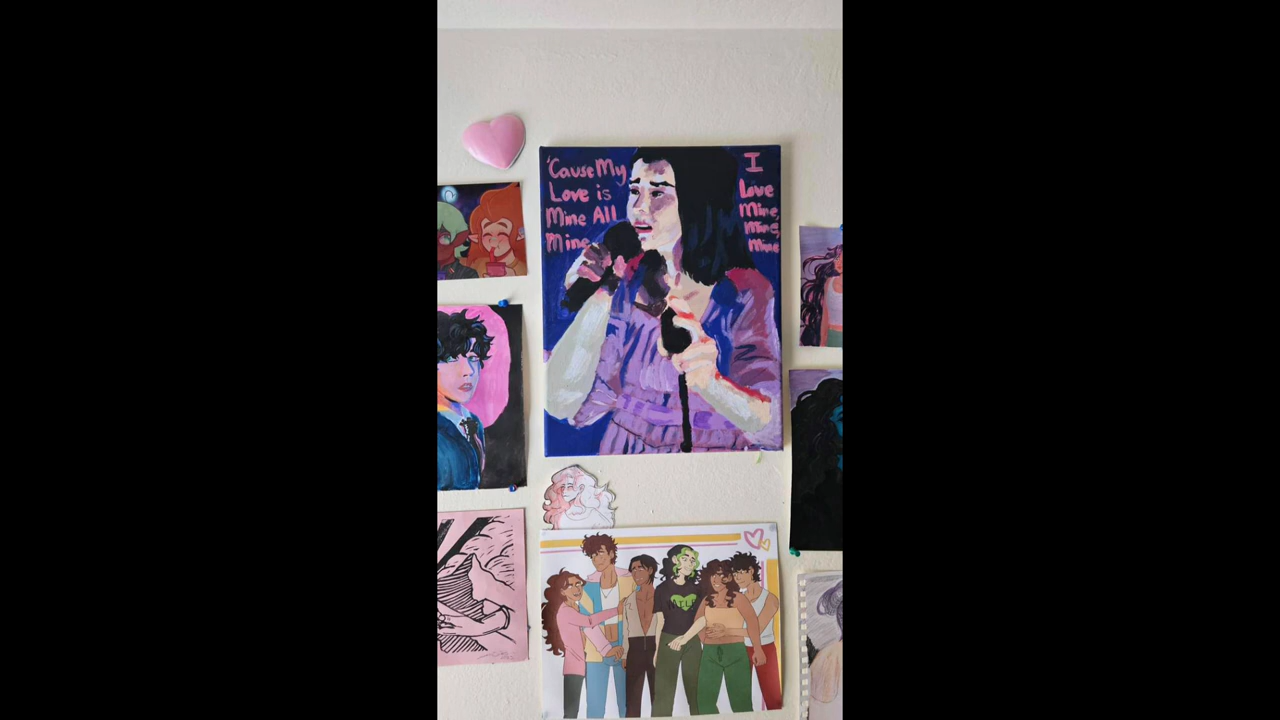 'Cause My
Love is
Mine All
Mine
I
Love
Mine,
Mine,
Mine